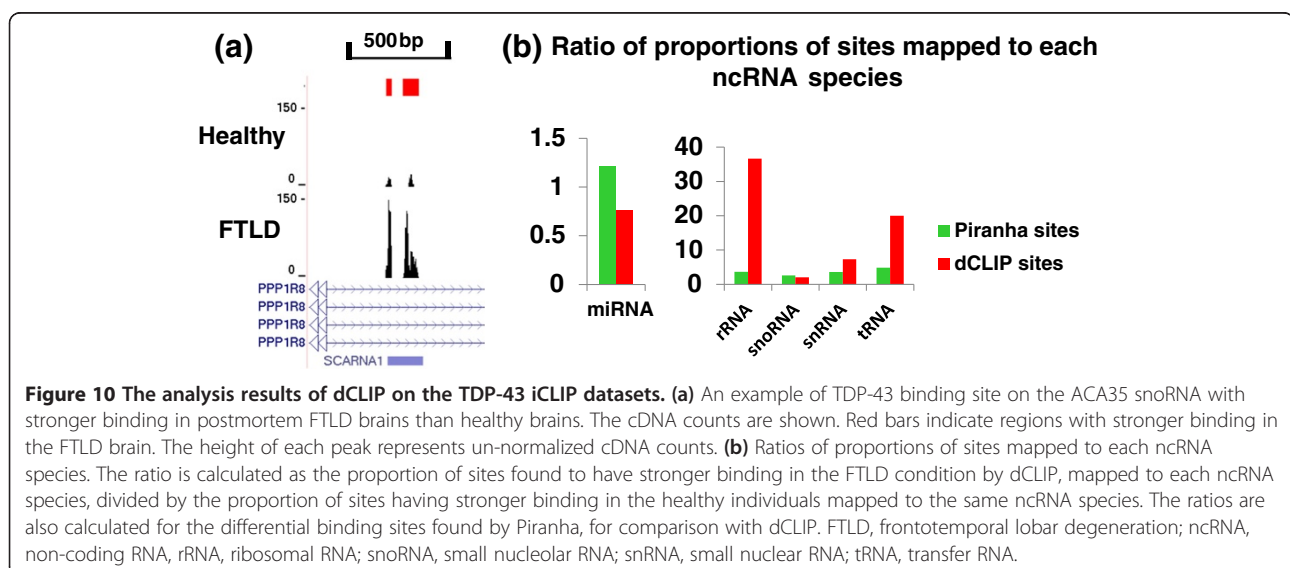 (a)
500bp
150 -
Healthy
0 _
150 -
FTLD
0 _
PPP1R8
PPP1R8
PPP1R8
PPP1R8
SCARNA1
(b) Ratio of proportions of sites mapped to each
ncRNA species
1.5
1
0.5
0
miRNA
40
30
20
10
0
rRNA
snoRNA
snRNA
tRNA
Piranha sites
dCLIP sites
Figure 10 The analysis results of dCLIP on the TDP-43 iCLIP datasets. (a) An example of TDP-43 binding site on the ACA35 snoRNA with
stronger binding in postmortem FTLD brains than healthy brains. The cDNA counts are shown. Red bars indicate regions with stronger binding in
the FTLD brain. The height of each peak represents un-normalized cDNA counts. (b) Ratios of proportions of sites mapped to each ncRNA
species. The ratio is calculated as the proportion of sites found to have stronger binding in the FTLD condition by dCLIP, mapped to each ncRNA
species, divided by the proportion of sites having stronger binding in the healthy individuals mapped to the same ncRNA species. The ratios are
also calculated for the differential binding sites found by Piranha, for comparison with dCLIP. FTLD, frontotemporal lobar degeneration; ncRNA,
non-coding RNA, rRNA, ribosomal RNA; snoRNA, small nucleolar RNA; snRNA, small nuclear RNA; tRNA, transfer RNA.